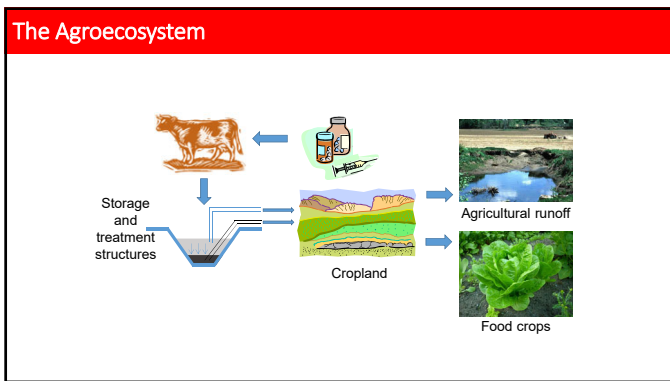 The Agroecosystem
Storage
and
treatment
structures
Cropland
Agricultural runoff
Food crops